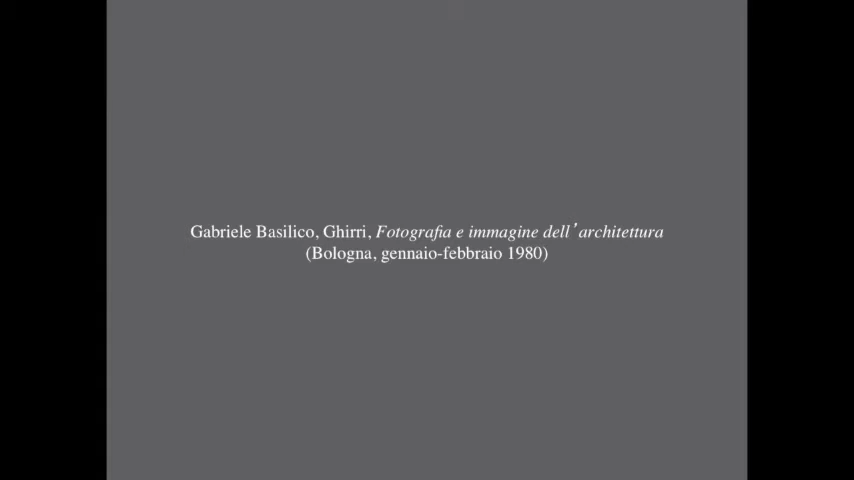 Gabriele Basilico, Ghirri, Fotografia e immagine dell’architettura
(Bologna, gennaio-febbraio 1980)